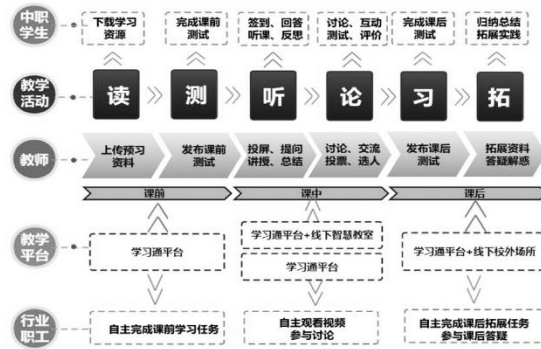 中职
学生
下载学习
资源
完成课前
测试
签到、回答
听课、反思
讨论、互动
测试、评价
完成课后
测试
归纳总结
拓展实践
教学
活动
读
测
听
论
习
拓
教师
上传预习
资料
发布课前
测试
投屏、提问
讲授、总结
讨论、交流
投票、选人
发布课后
测试
拓展资料
答疑解惑
课前
课中
课后
教学
平台
学习通平台
学习通平台+线下智慧教室
学习通平台
学习通平台+线下校外场所
行业
职工
自主完成课前学习任务
自主观看视频
参与讨论
自主完成课后拓展任务
参与课后答疑